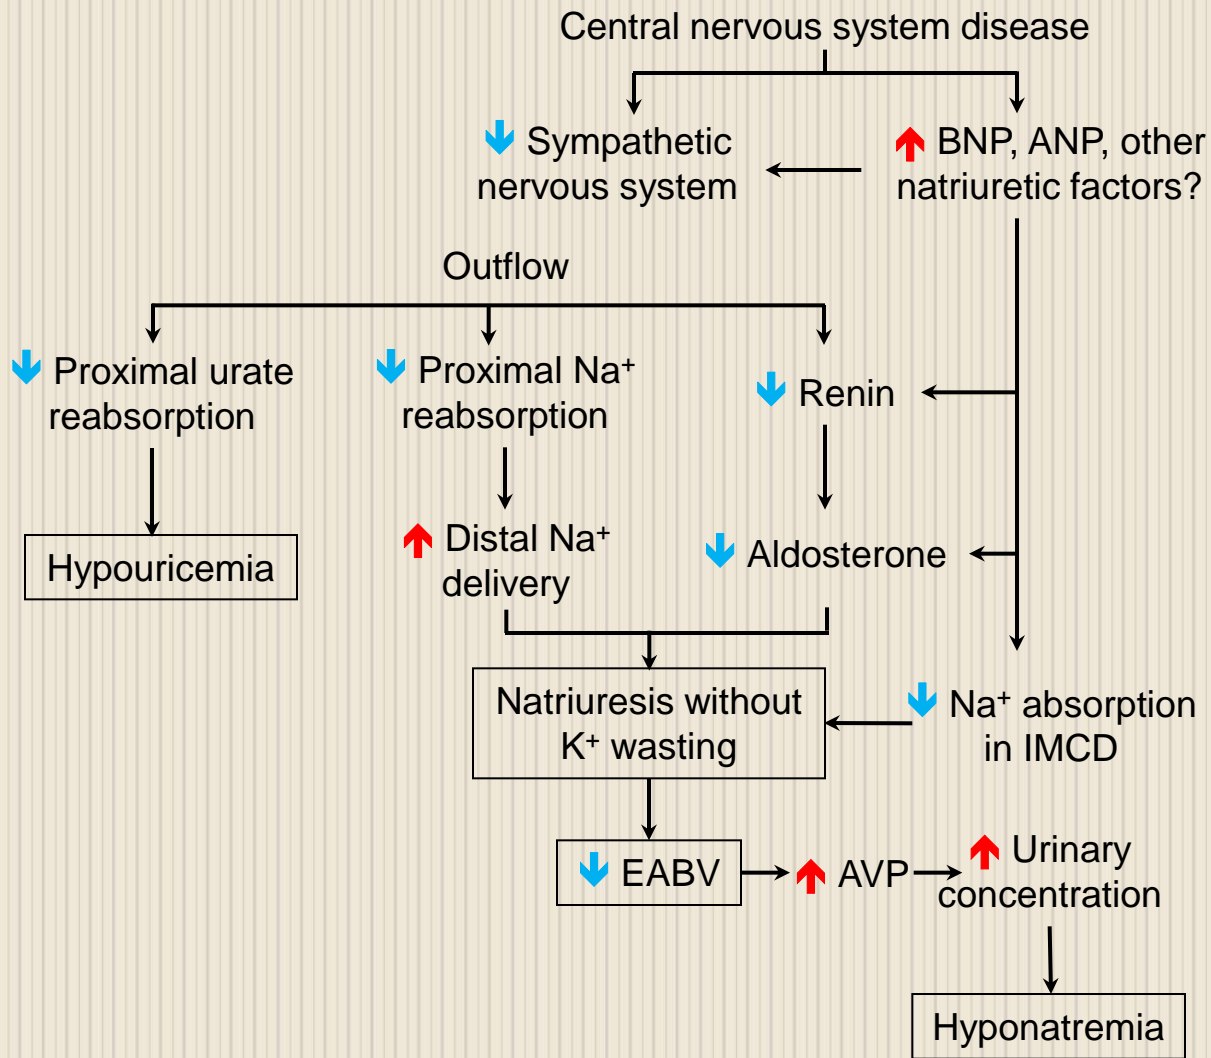 Central nervous system disease
Sympathetic
nervous system
BNP, ANP, other
natriuretic factors?
Outflow
Proximal urate
reabsorption
Proximal Na⁺
reabsorption
Renin
Hypouricemia
Distal Na⁺
delivery
Aldosterone
Natriuresis without
K⁺ wasting
Na⁺ absorption
in IMCD
EABV
AVP
Urinary
concentration
Hyponatremia